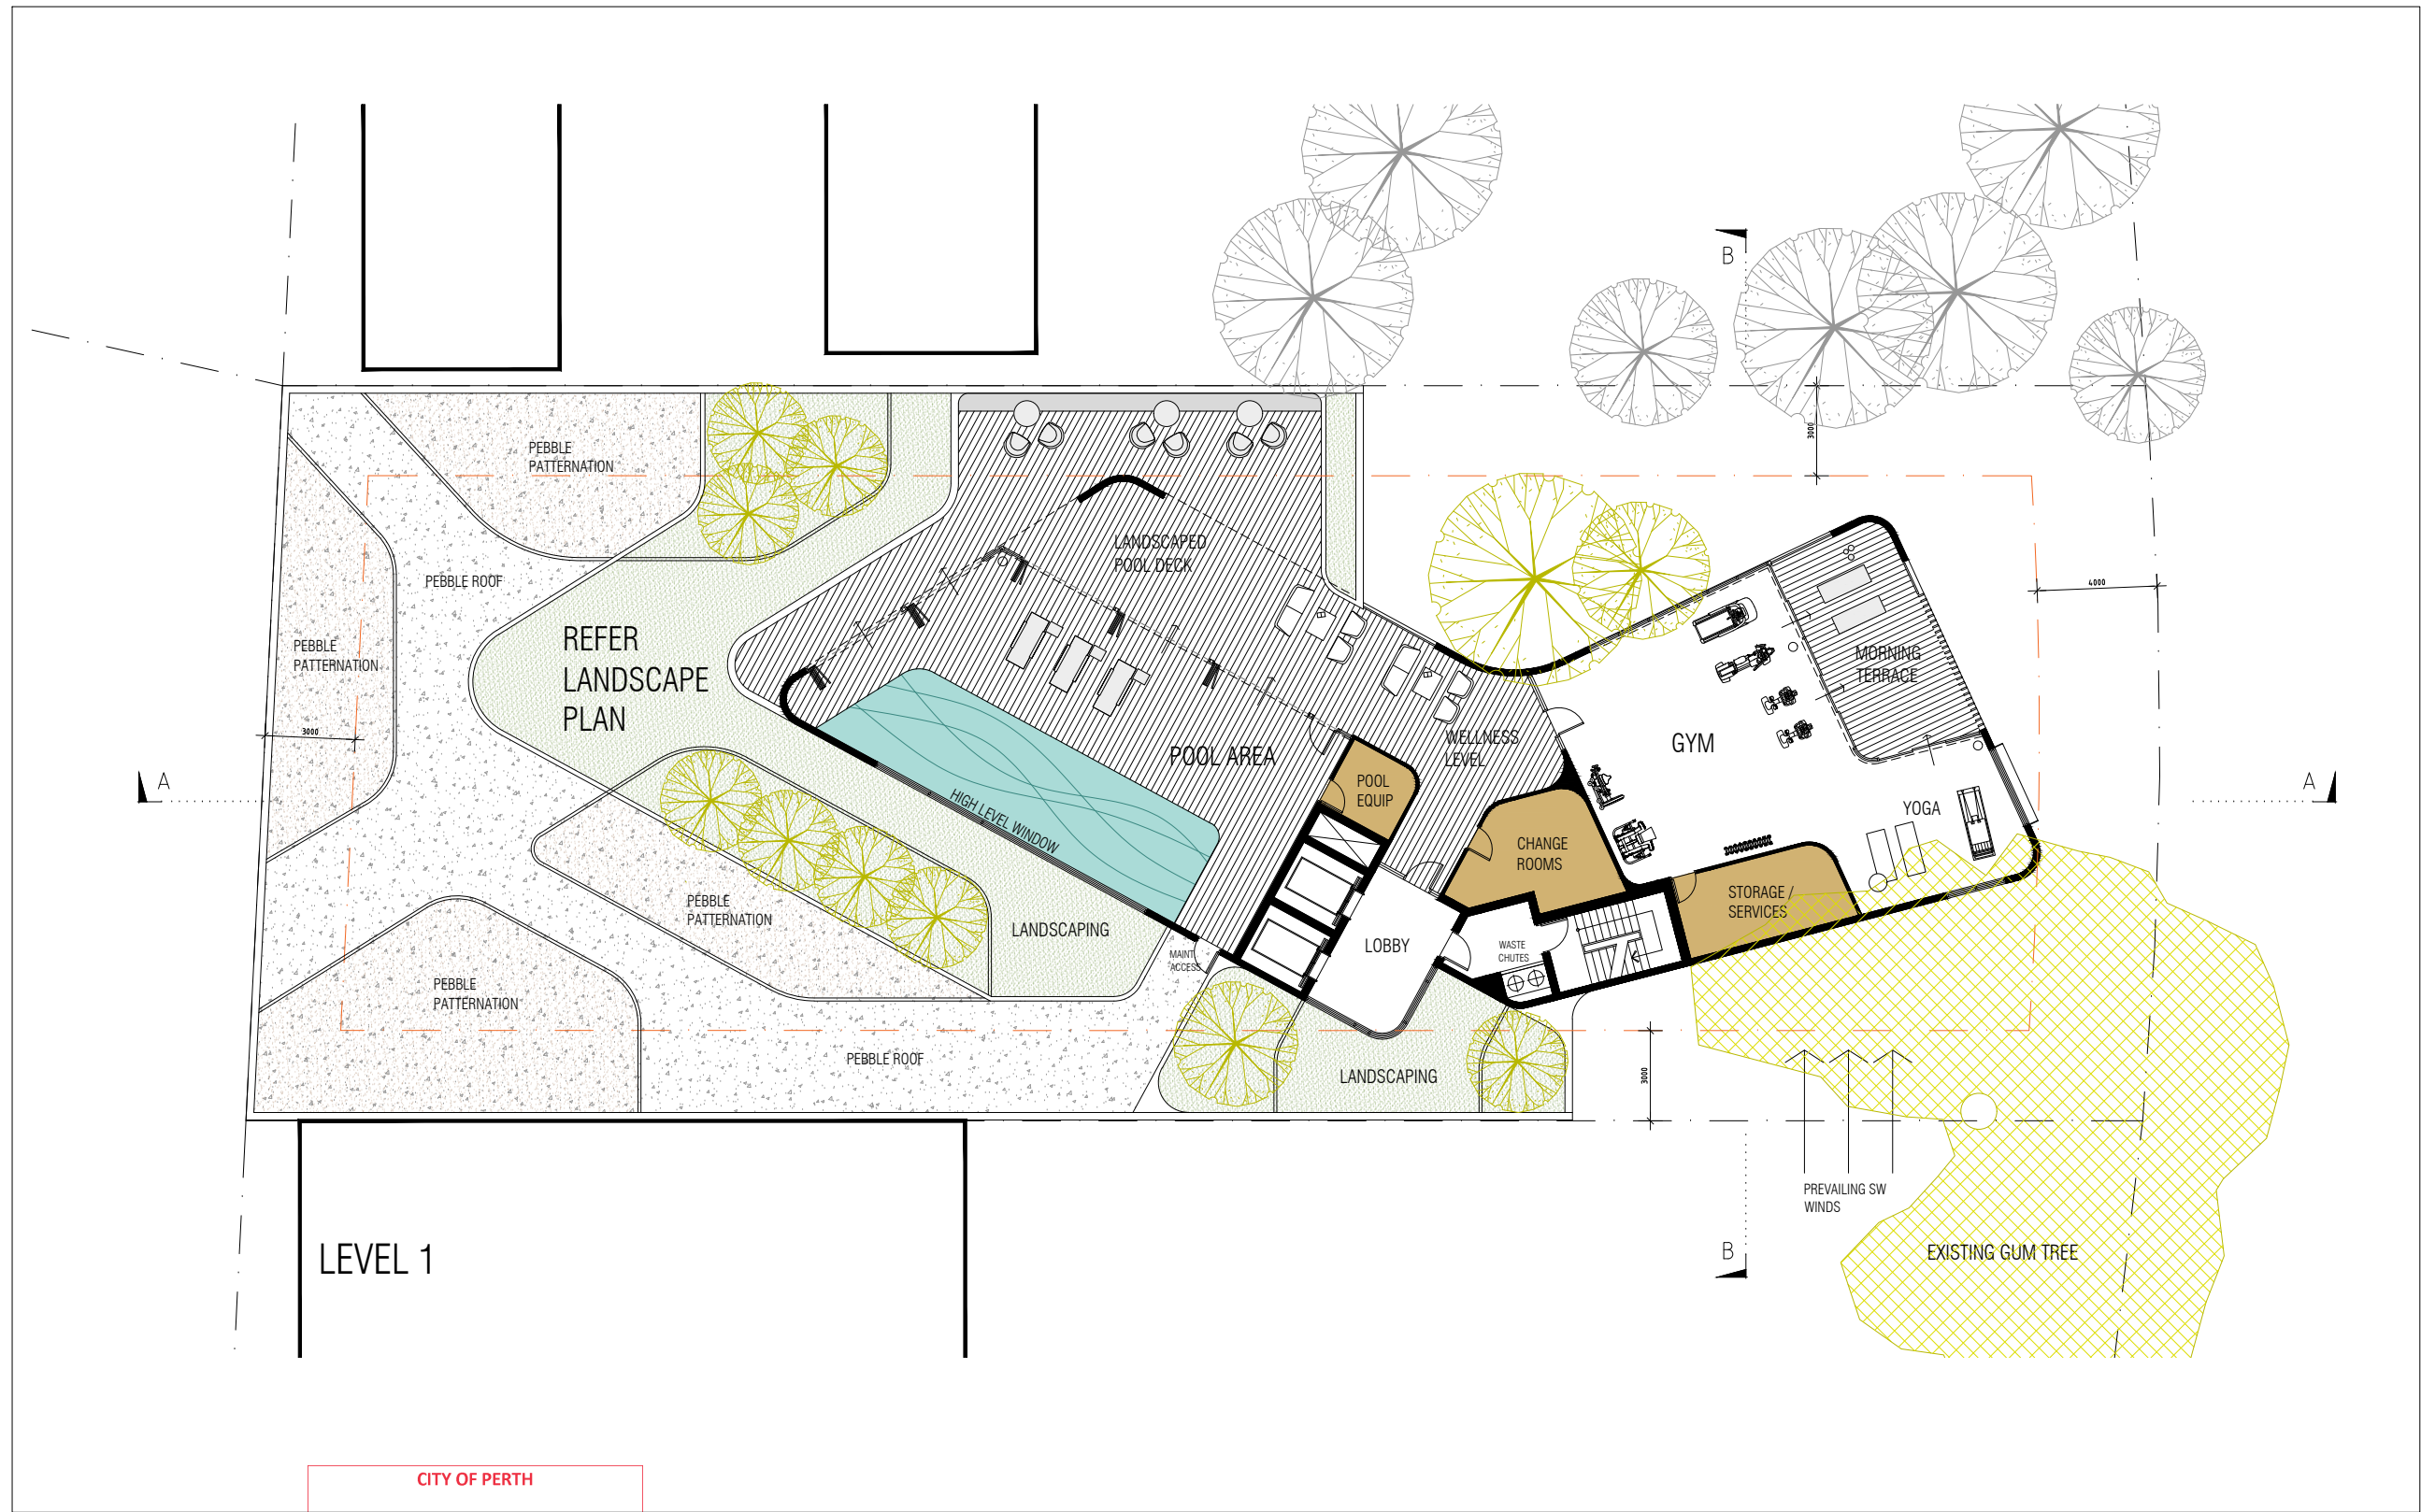 B
3000
PEBBLE
PATTERNATION
LANDSCAPED
POOL DECK
PEBBLE ROOF
4000
REFER
LANDSCAPE
PLAN
PEBBLE
PATTERNATION
MORNING
TERRACE
3000
POOL AREA
WELLNESS
LEVEL
GYM
A
A
POOL
EQUIP
HIGH LEVEL WINDOW
YOGA
CHANGE
ROOMS
PEBBLE
PATTERNATION
STORAGE /
SERVICES
LANDSCAPING
LOBBY
WASTE
CHUTES
MAINT.
ACCESS
PEBBLE
PATTERNATION
PEBBLE ROOF
LANDSCAPING
3000
PREVAILING SW
WINDS
LEVEL 1
B
EXISTING GUM TREE
CITY OF PERTH